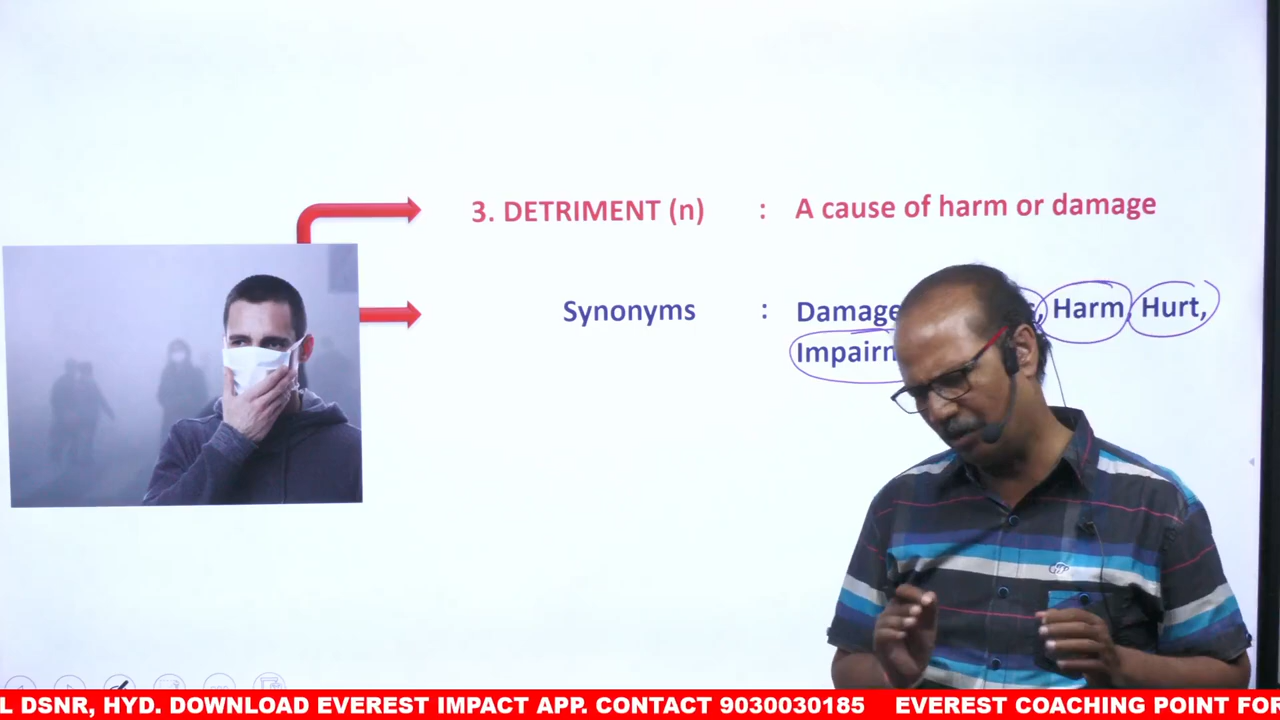 3. DETRIMENT (n) : A cause of harm or damage
Synonyms : Damage Harm, Hurt,
L DSNR, HYD. DOWNLOAD EVEREST IMPACT APP. CONTACT 9030030185 EVEREST COACHING POINT FOR